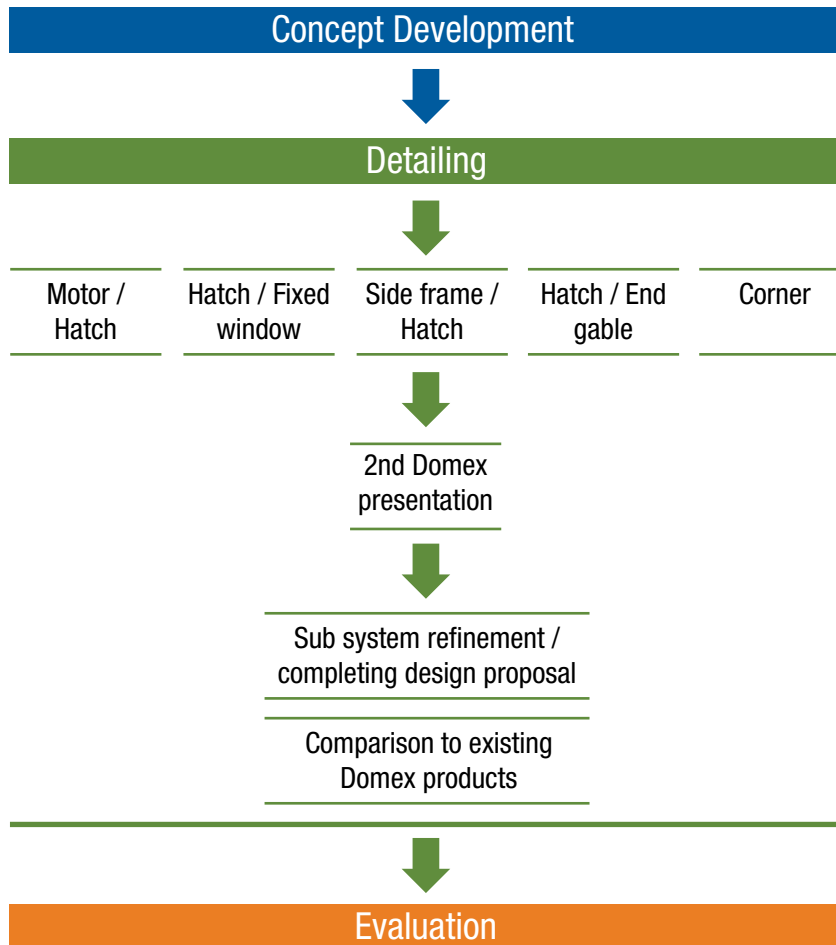 Concept Development
Detailing
Motor /
Hatch
Hatch / Fixed
window
Side frame /
Hatch
Hatch / End
gable
Corner
2nd Domex
presentation
Sub system refinement /
completing design proposal
Comparison to existing
Domex products
Evaluation